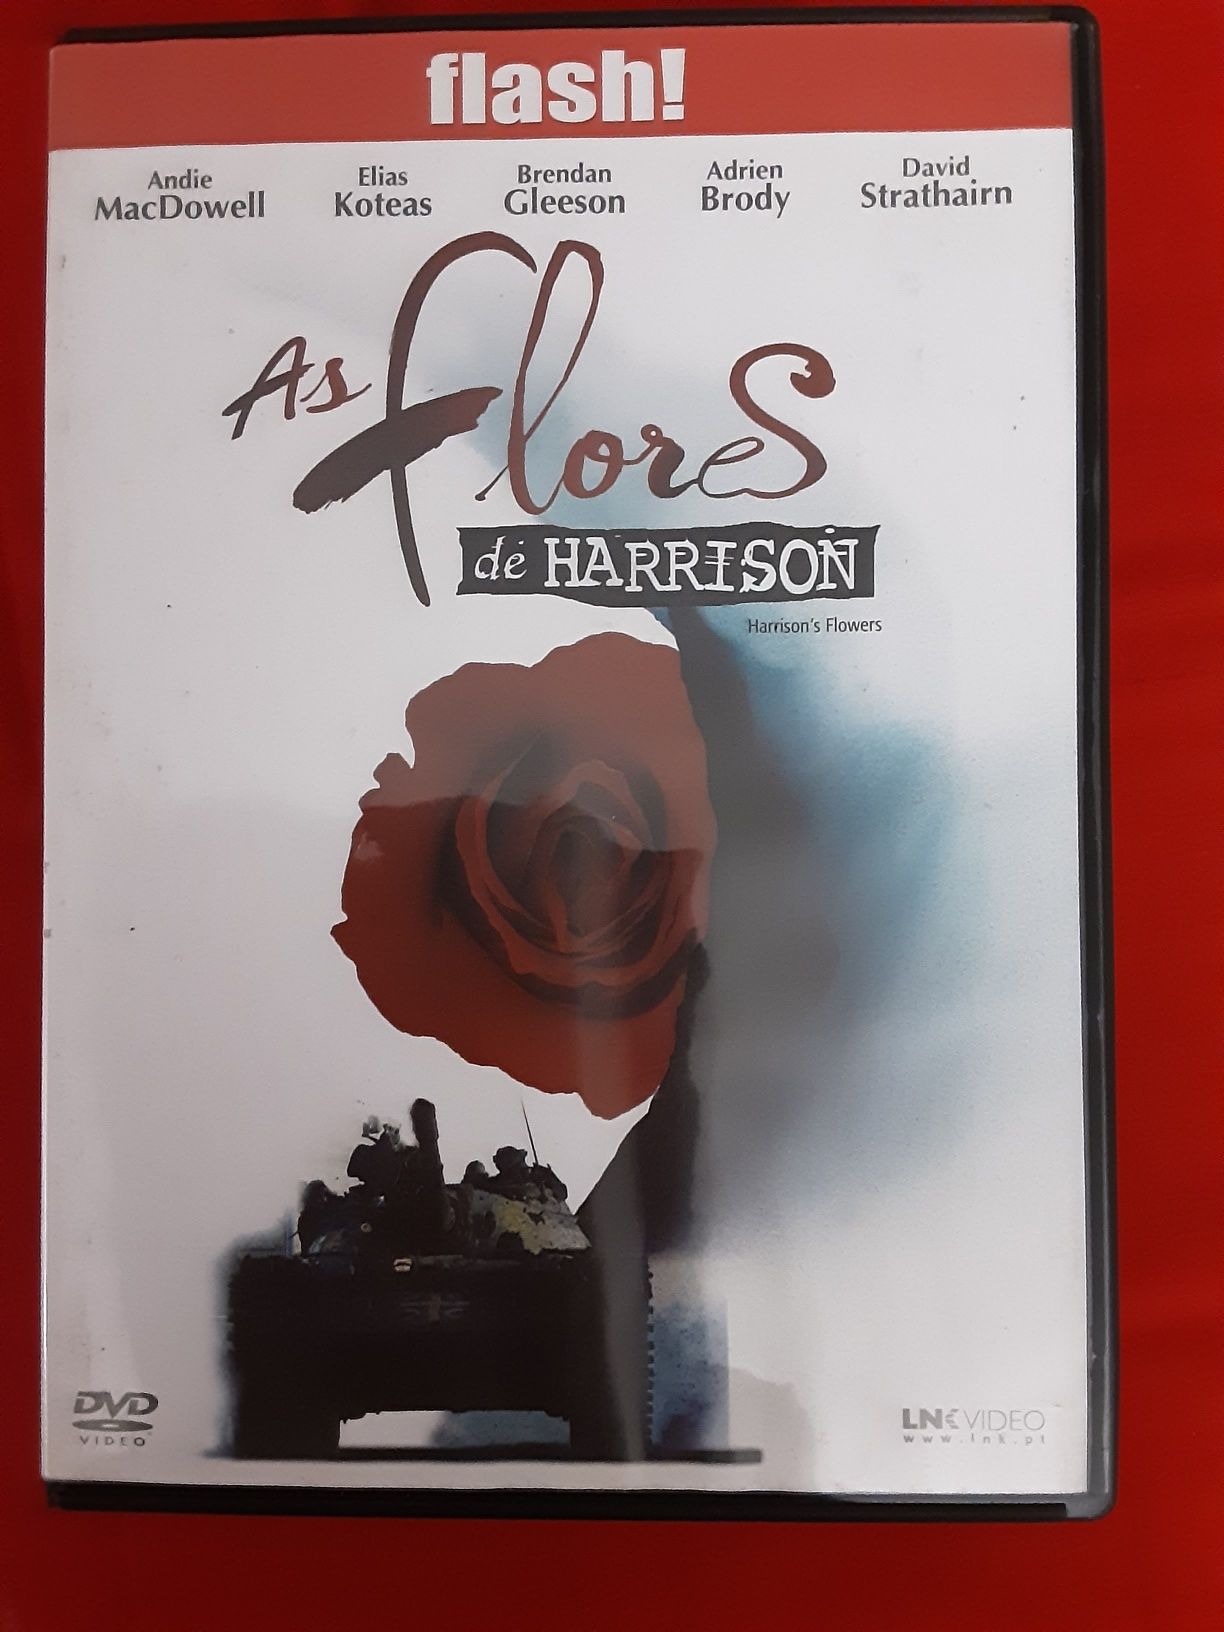 flash!
Andie MacDowell
Elias Koteas
Brendan Gleeson
Adrien Brody
David Strathairn
As Flores
de HARRISON
Harrison's Flowers
DVD
VIDEO
LNK VIDEO
www.lnk.pt